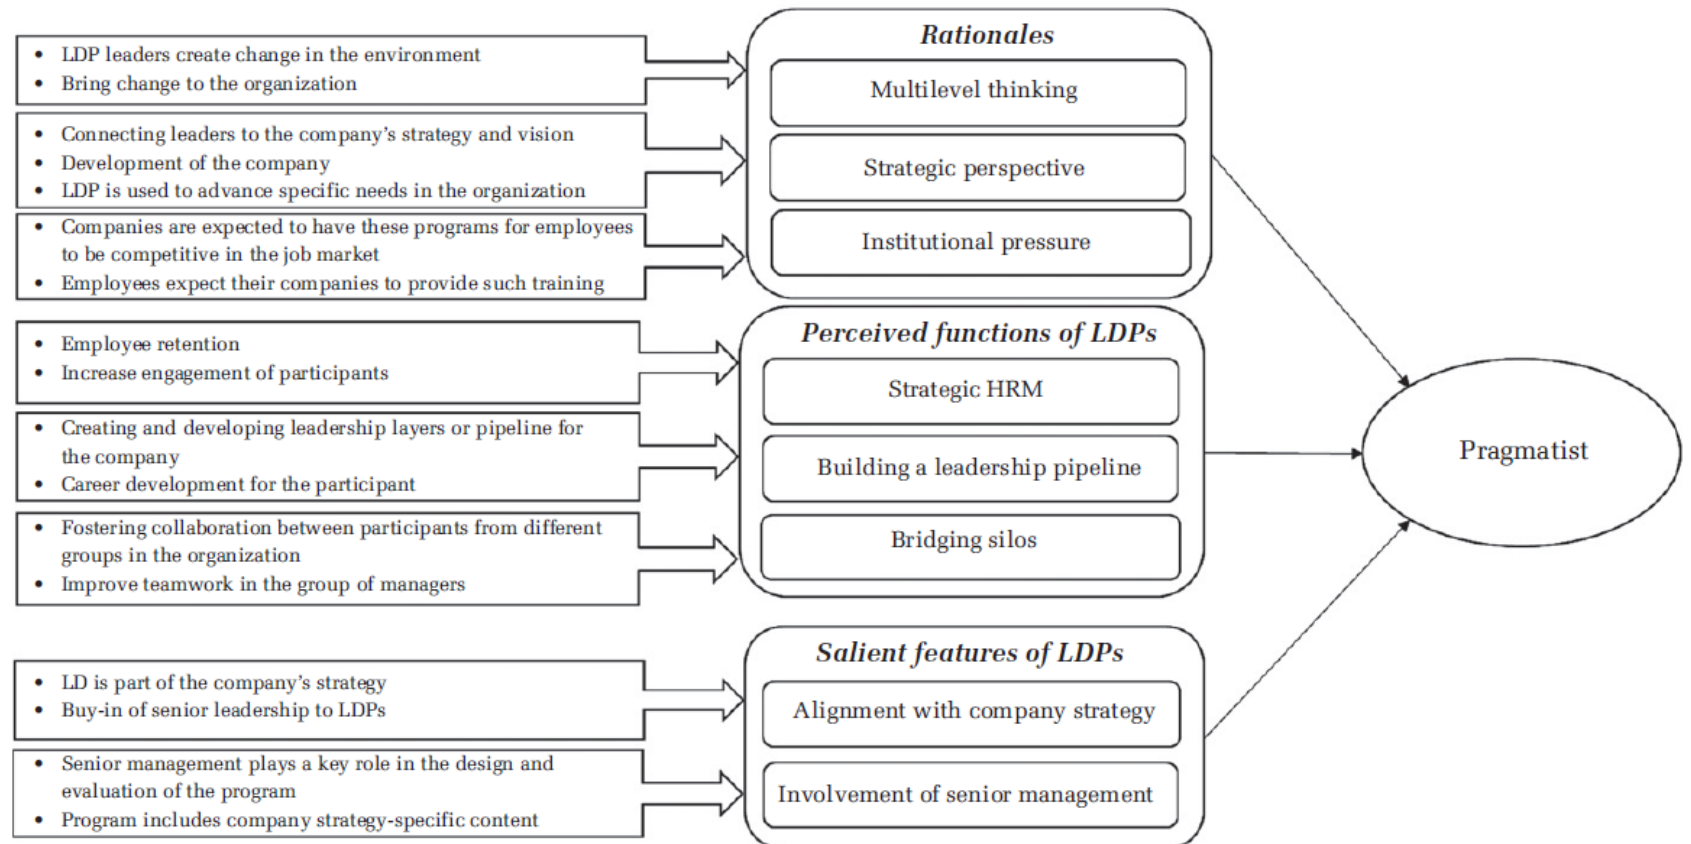 • LDP leaders create change in the environment
• Bring change to the organization
• Connecting leaders to the company's strategy and vision
• Development of the company
• LDP is used to advance specific needs in the organization
• Companies are expected to have these programs for employees
to be competitive in the job market
• Employees expect their companies to provide such training
Rationales
Multilevel thinking
Strategic perspective
Institutional pressure
• Employee retention
• Increase engagement of participants
• Creating and developing leadership layers or pipeline for
the company
• Career development for the participant
• Fostering collaboration between participants from different
groups in the organization
• Improve teamwork in the group of managers
Perceived functions of LDPs
Strategic HRM
Building a leadership pipeline
Bridging silos
• LD is part of the company's strategy
• Buy-in of senior leadership to LDPs
• Senior management plays a key role in the design and
evaluation of the program
• Program includes company strategy-specific content
Salient features of LDPs
Alignment with company strategy
Involvement of senior management
Pragmatist